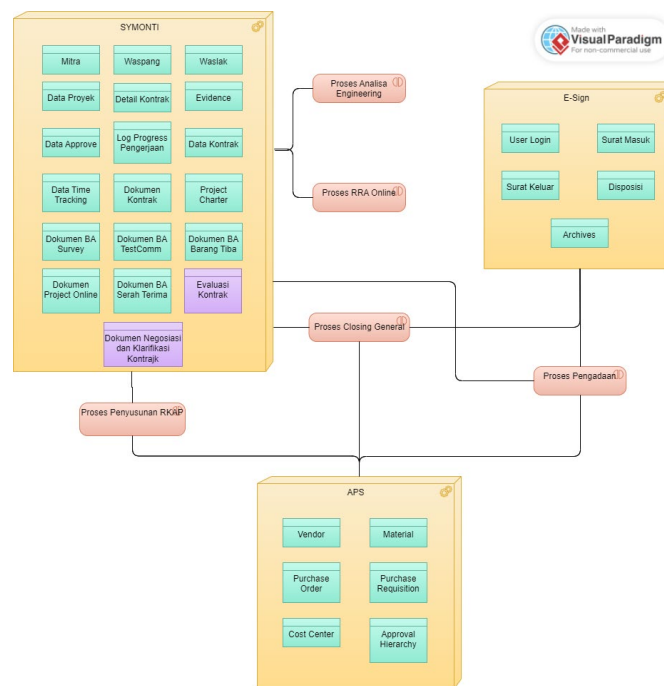 SYMONTI
Mitra
Waspang
Waslak
Data Proyek
Detail Kontrak
Evidence
Data Approve
Log Progress
Pengerjaan
Data Kontrak
Data Time
Tracking
Dokumen
Kontrak
Project
Charter
Dokumen BA
Survey
Dokumen BA
TestComm
Dokumen BA
Barang Tiba
Dokumen
Project Online
Dokumen BA
Serah Terima
Evaluasi
Kontrak
Dokumen Negosiasi
dan Klarifikasi
Kontrajk
Proses Analisa
Engineering
Proses RRA Online
Made with
Visual Paradigm
For non-commercial use
E-Sign
User Login
Surat Masuk
Surat Keluar
Disposisi
Archives
Proses Closing General
Proses Pengadaan
Proses Penyusunan RKAP
APS
Vendor
Material
Purchase
Order
Purchase
Requisition
Cost Center
Approval
Hierarchy